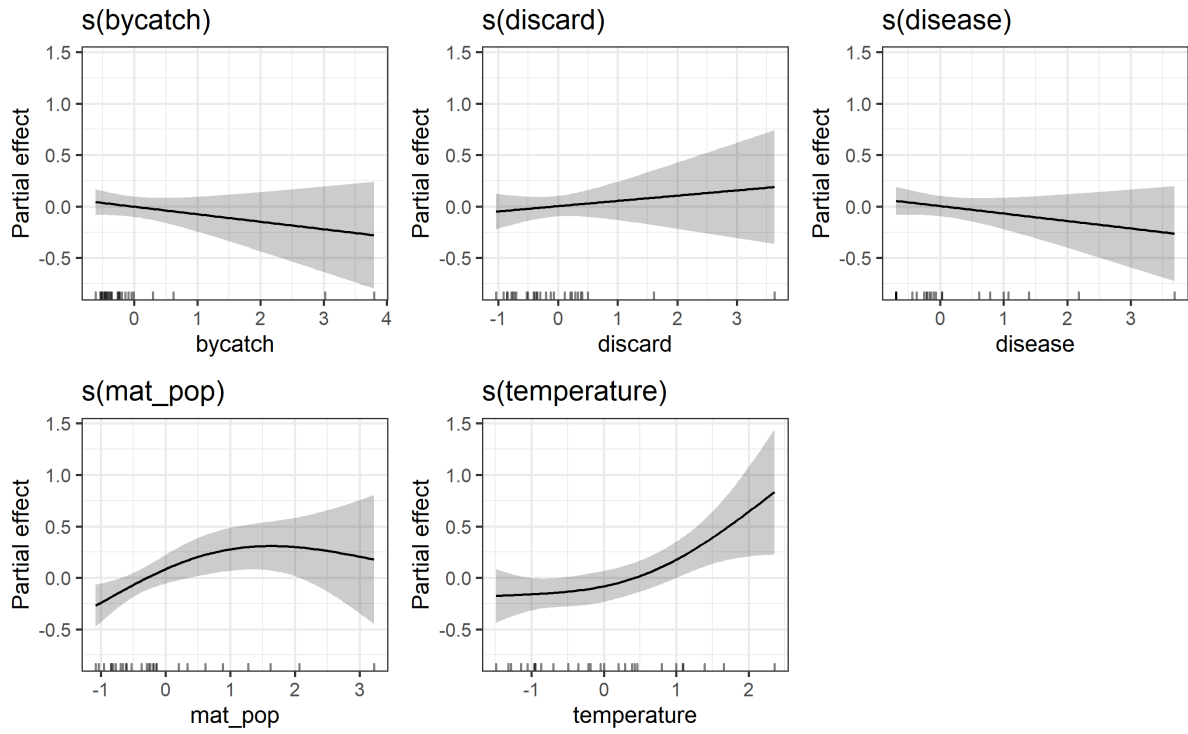 s(bycatch)
1.5
1.0
0.5
0.0
-0.5
Partial effect
0 1 2 3 4
bycatch
s(discard)
1.5
1.0
0.5
0.0
-0.5
Partial effect
-1 0 1 2 3
discard
s(disease)
1.5
1.0
0.5
0.0
-0.5
Partial effect
0 1 2 3
disease
s(mat_pop)
1.5
1.0
0.5
0.0
-0.5
Partial effect
-1 0 1 2 3
mat_pop
s(temperature)
1.5
1.0
0.5
0.0
-0.5
Partial effect
-1 0 1 2
temperature